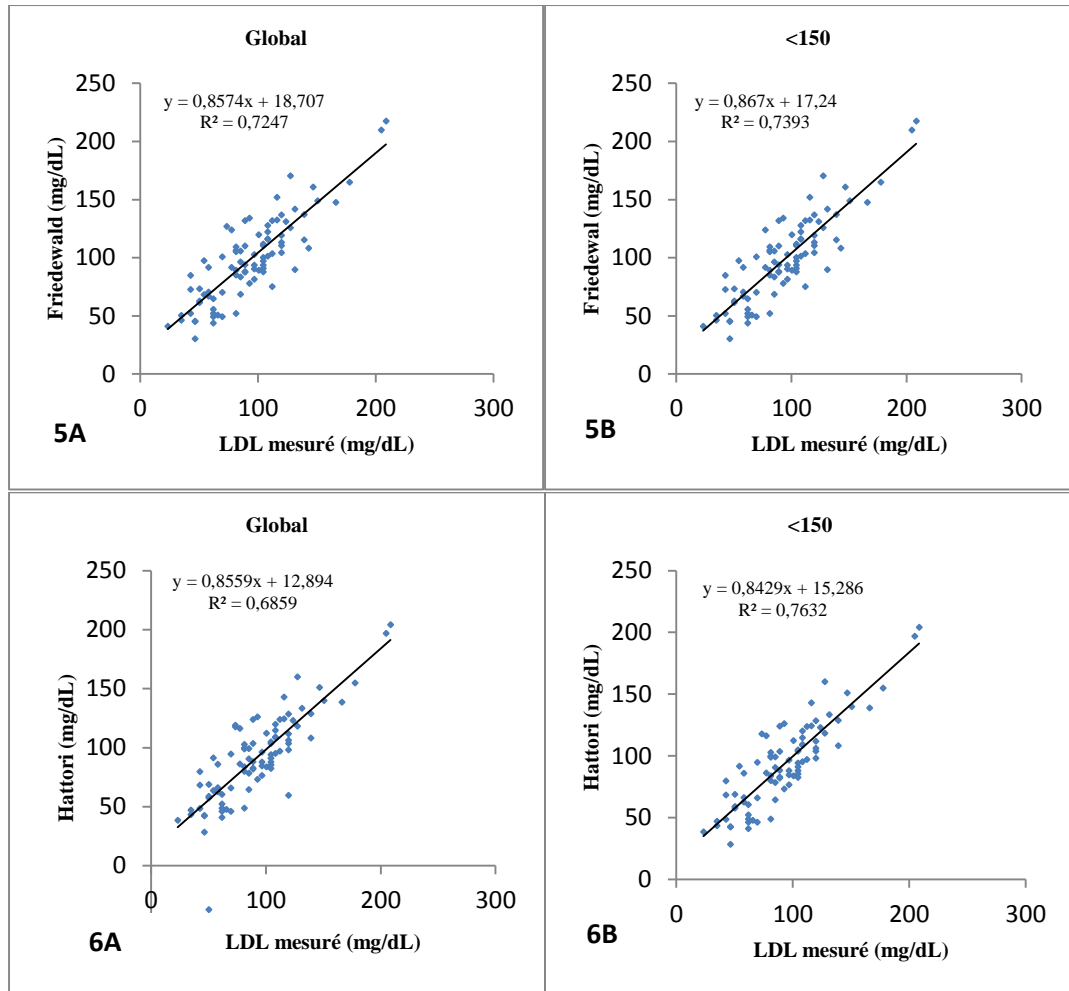 Global
y = 0,8574x + 18,707
R² = 0,7247
250
200
150
100
50
0
Friedewald (mg/dL)
0 100 200 300
LDL mesuré (mg/dL)
5A
<150
y = 0,867x + 17,24
R² = 0,7393
250
200
150
100
50
0
Friedewal (mg/dL)
0 100 200 300
LDL mesuré (mg/dL)
5B
Global
y = 0,8559x + 12,894
R² = 0,6859
250
200
150
100
50
0
Hattori (mg/dL)
0 100 200 300
LDL mesuré (mg/dL)
6A
<150
y = 0,8429x + 15,286
R² = 0,7632
250
200
150
100
50
0
Hattori (mg/dL)
0 100 200 300
LDL mesuré (mg/dL)
6B